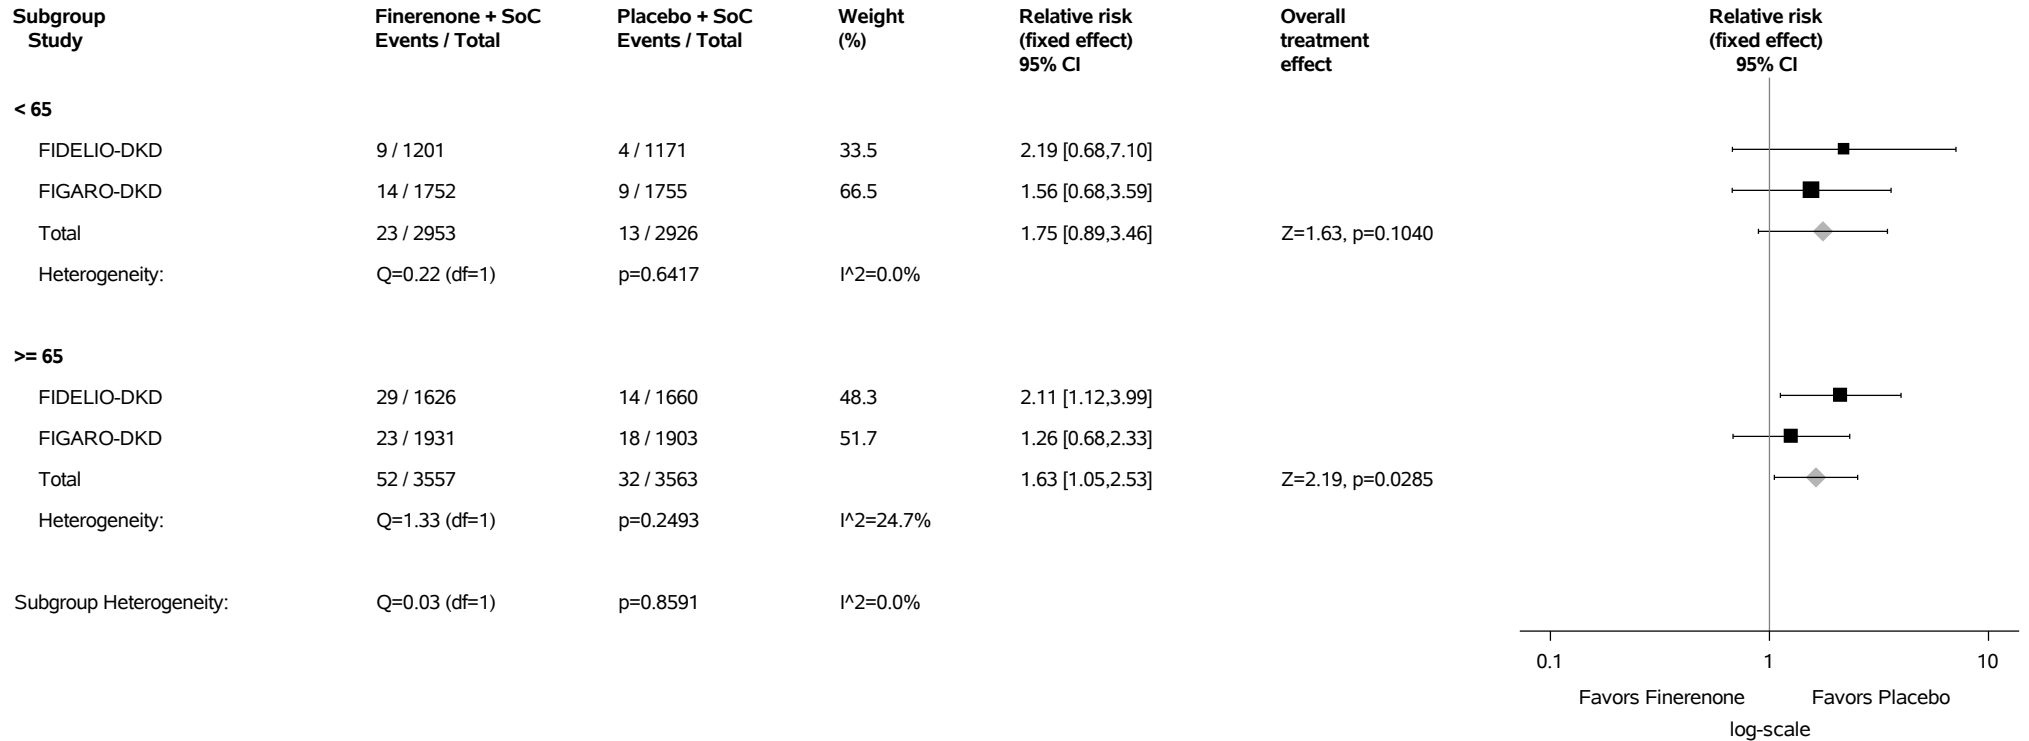 Subgroup Finerenone + SoC Placebo + SoC Weight Relative risk Overall Relative risk
Study Events / Total Events / Total (%) (fixed effect) treatment (fixed effect)
95% CI effect 95% CI
< 65
FIDELIO-DKD 9 / 1201 4 / 1171 33.5 2.19 [0.68,7.10]
FIGARO-DKD 14 / 1752 9 / 1755 66.5 1.56 [0.68,3.59]
Total 23 / 2953 13 / 2926 1.75 [0.89,3.46] Z=1.63, p=0.1040
Heterogeneity: Q=0.22 (df=1) p=0.6417 I^2=0.0%
>= 65
FIDELIO-DKD 29 / 1626 14 / 1660 48.3 2.11 [1.12,3.99]
FIGARO-DKD 23 / 1931 18 / 1903 51.7 1.26 [0.68,2.33]
Total 52 / 3557 32 / 3563 1.63 [1.05,2.53] Z=2.19, p=0.0285
Heterogeneity: Q=1.33 (df=1) p=0.2493 I^2=24.7%
Subgroup Heterogeneity: Q=0.03 (df=1) p=0.8591 I^2=0.0%
0.1 1 10
Favors Finerenone Favors Placebo
log-scale